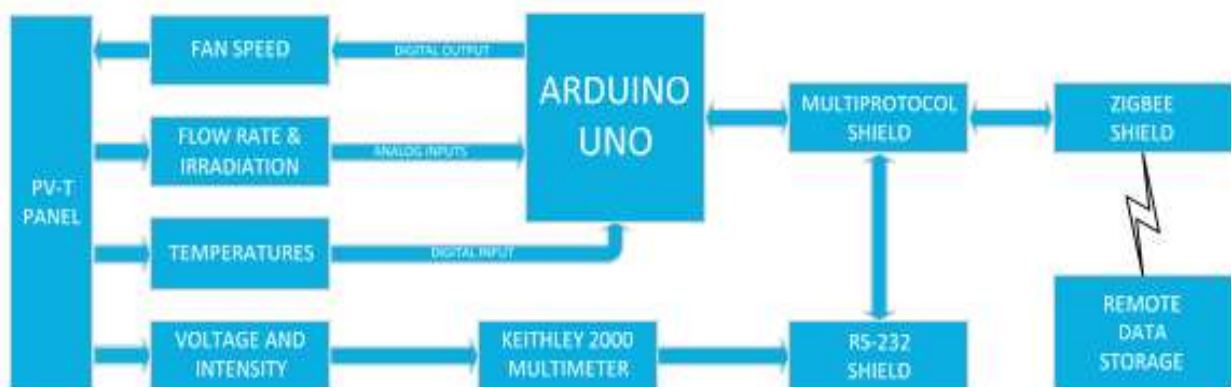 PV-T
PANEL
FAN SPEED
DIGITAL OUTPUT
ARDUINO
UNO
FLOW RATE &
IRRADIATION
ANALOG INPUTS
TEMPERATURES
DIGITAL INPUT
VOLTAGE AND
INTENSITY
KEITHLEY 2000
MULTIMETER
MULTIPROTOCOL
SHIELD
RS-232
SHIELD
ZIGBEE
SHIELD
REMOTE
DATA
STORAGE